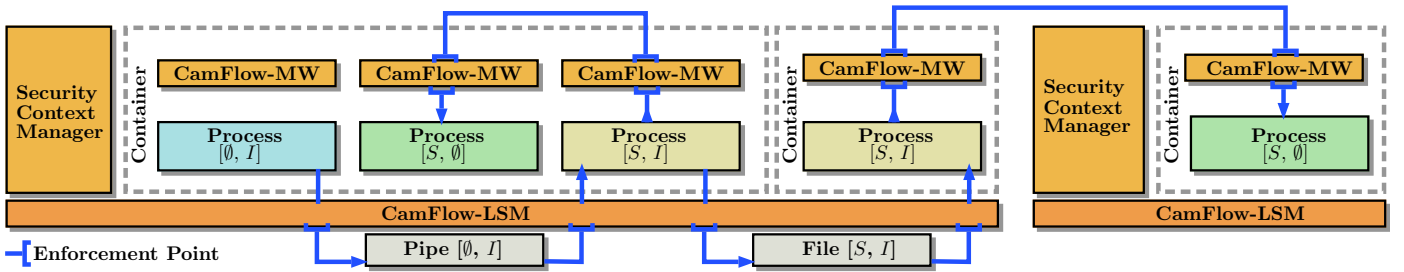 Security
Context
Manager
Container
CamFlow-MW
CamFlow-MW
CamFlow-MW
Process
[∅, I]
Process
[S, ∅]
Process
[S, I]
Container
CamFlow-MW
Process
[S, I]
CamFlow-LSM
Enforcement Point
Pipe [∅, I]
File [S, I]
Security
Context
Manager
Container
CamFlow-MW
Process
[S, ∅]
CamFlow-LSM